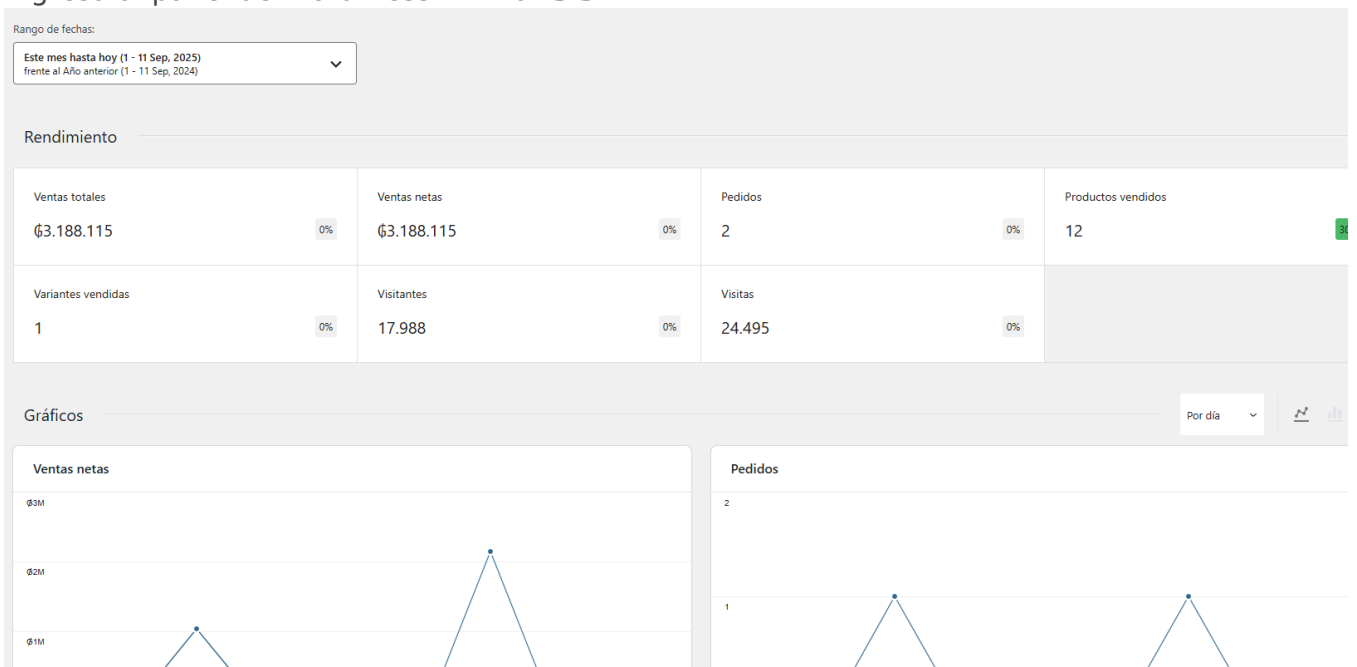 Rango de fechas:
Este mes hasta hoy (1 - 11 Sep, 2025)
frente al Año anterior (1 - 11 Sep, 2024)
Rendimiento
Ventas totales
₡3.188.115
0%
Ventas netas
₡3.188.115
0%
Pedidos
2
0%
Productos vendidos
12
30
Variantes vendidas
1
0%
Visitantes
17.988
0%
Visitas
24.495
0%
Gráficos
Por día
Ventas netas
₡3M
₡2M
₡1M
Pedidos
2
1